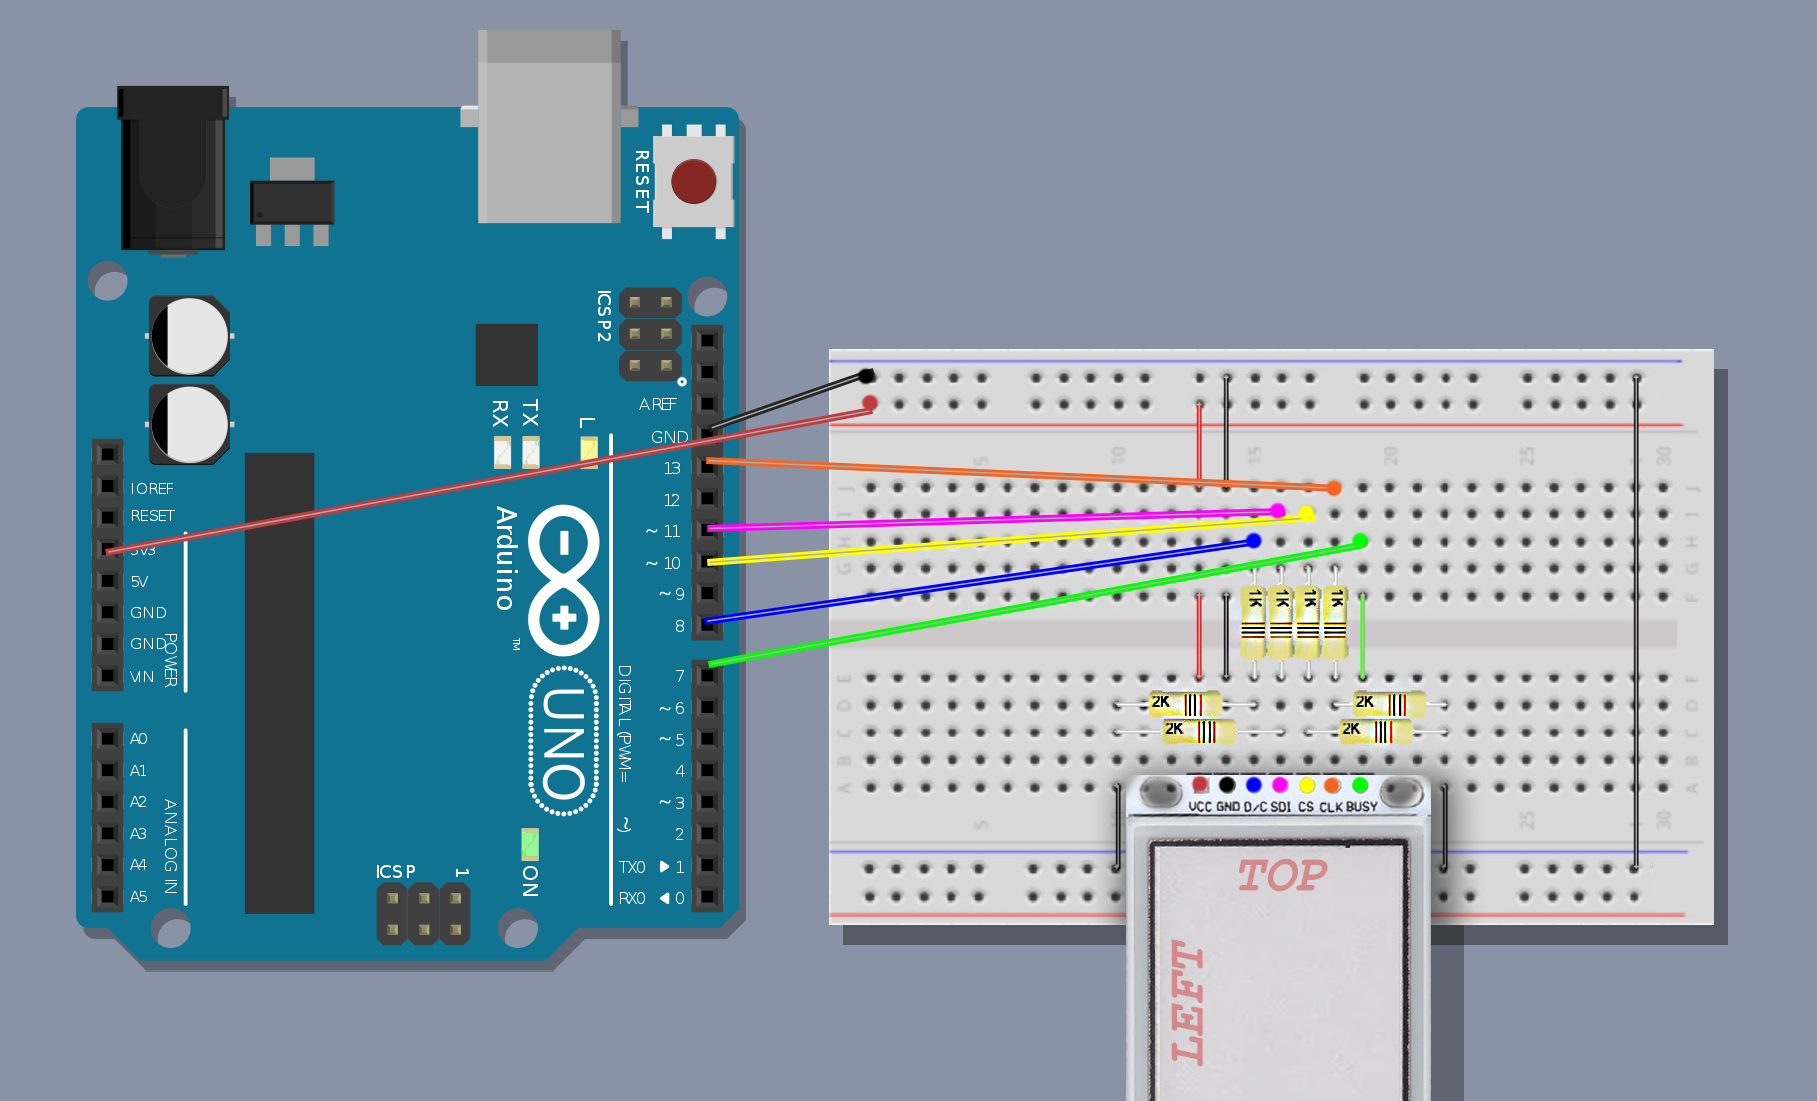 RESET
ICSP2
AREF
GND
13
12
~ 11
~ 10
~ 9
8
7
~ 6
~ 5
4
~ 3
2
TX0 ▶ 1
RX0 ◀ 0
RX
TX
L
IOREF
RESET
3V3
5V
GND
GND
VIN
POWER
A0
A1
A2
A3
A4
A5
ANALOG IN
Arduino
TM
UNO
DIGITAL (PWM= ~)
ICSP
1
ON
5
10
15
20
25
30
J
I
H
G
F
J
I
H
G
F
1K
1K
1K
1K
E
D
C
B
A
E
D
C
B
A
2K
2K
2K
2K
5
25
30
VCC GND D/C SDI CS CLK BUSY
TOP
LEFT